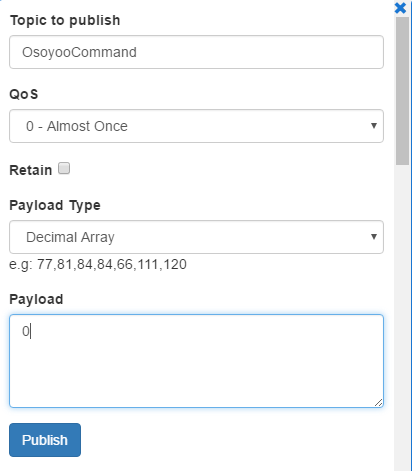 Topic to publish
OsoyooCommand
QoS
0 - Almost Once
Retain
Payload Type
Decimal Array
e.g: 77,81,84,84,66,111,120
Payload
0
Publish